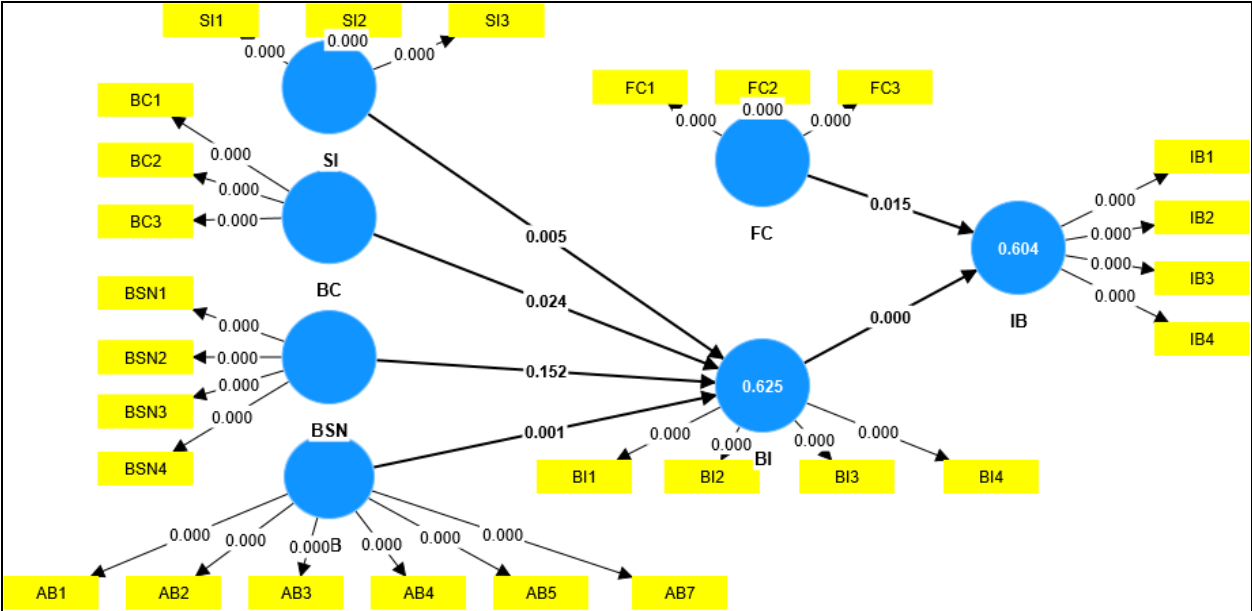 SI1
SI2
SI3
0.000
0.000
0.000
SI
BC1
BC2
BC3
0.000
0.000
0.000
BC
BSN1
BSN2
BSN3
BSN4
0.000
0.000
0.000
0.000
BSN
0.000
0.000
0.000
0.000
0.000
0.000
B
AB1
AB2
AB3
AB4
AB5
AB7
0.005
0.024
0.152
0.001
FC1
FC2
FC3
0.000
0.000
0.000
FC
0.015
0.000
0.625
BI
0.000
0.000
0.000
0.000
BI1
BI2
BI3
BI4
0.604
IB
0.000
0.000
0.000
0.000
IB1
IB2
IB3
IB4